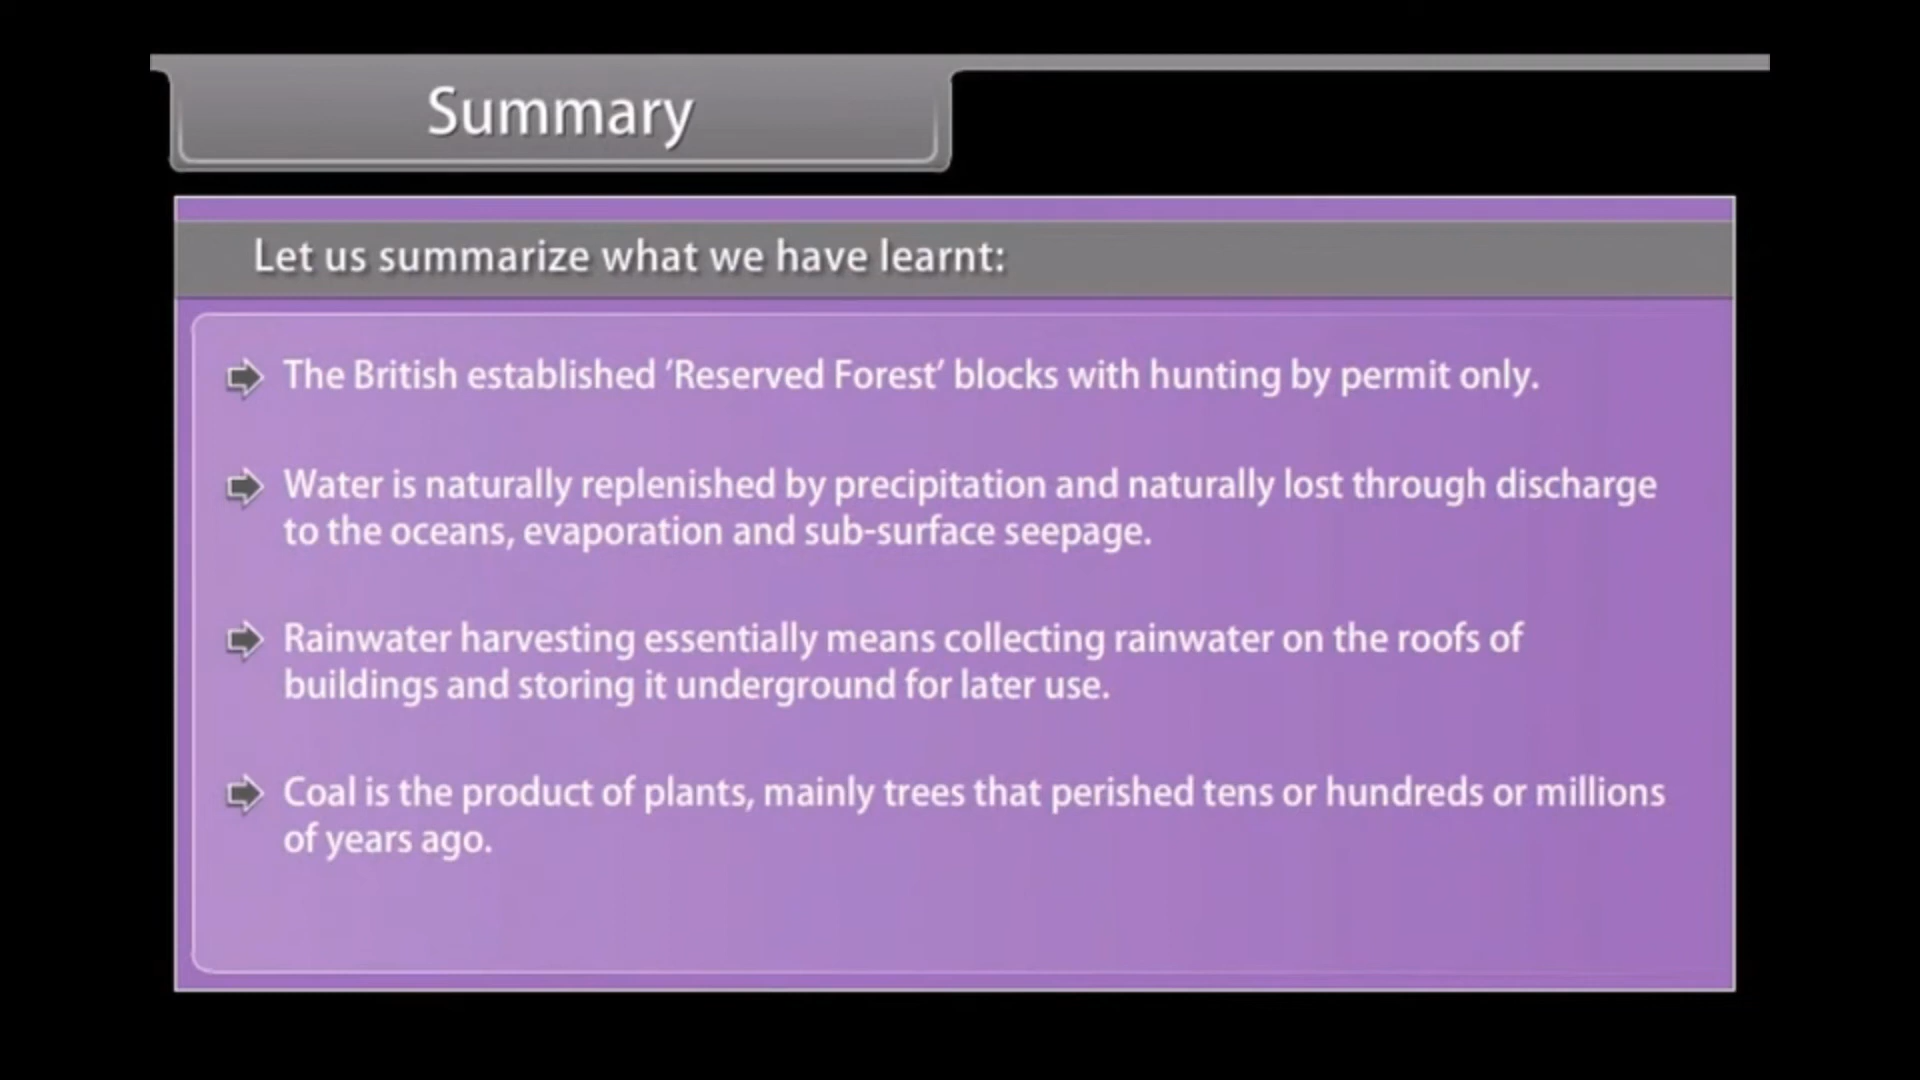 Summary
Let us summarize what we have learnt:
The British established ‘Reserved Forest’ blocks with hunting by permit only.
Water is naturally replenished by precipitation and naturally lost through discharge
to the oceans, evaporation and sub-surface seepage.
Rainwater harvesting essentially means collecting rainwater on the roofs of
buildings and storing it underground for later use.
Coal is the product of plants, mainly trees that perished tens or hundreds or millions
of years ago.